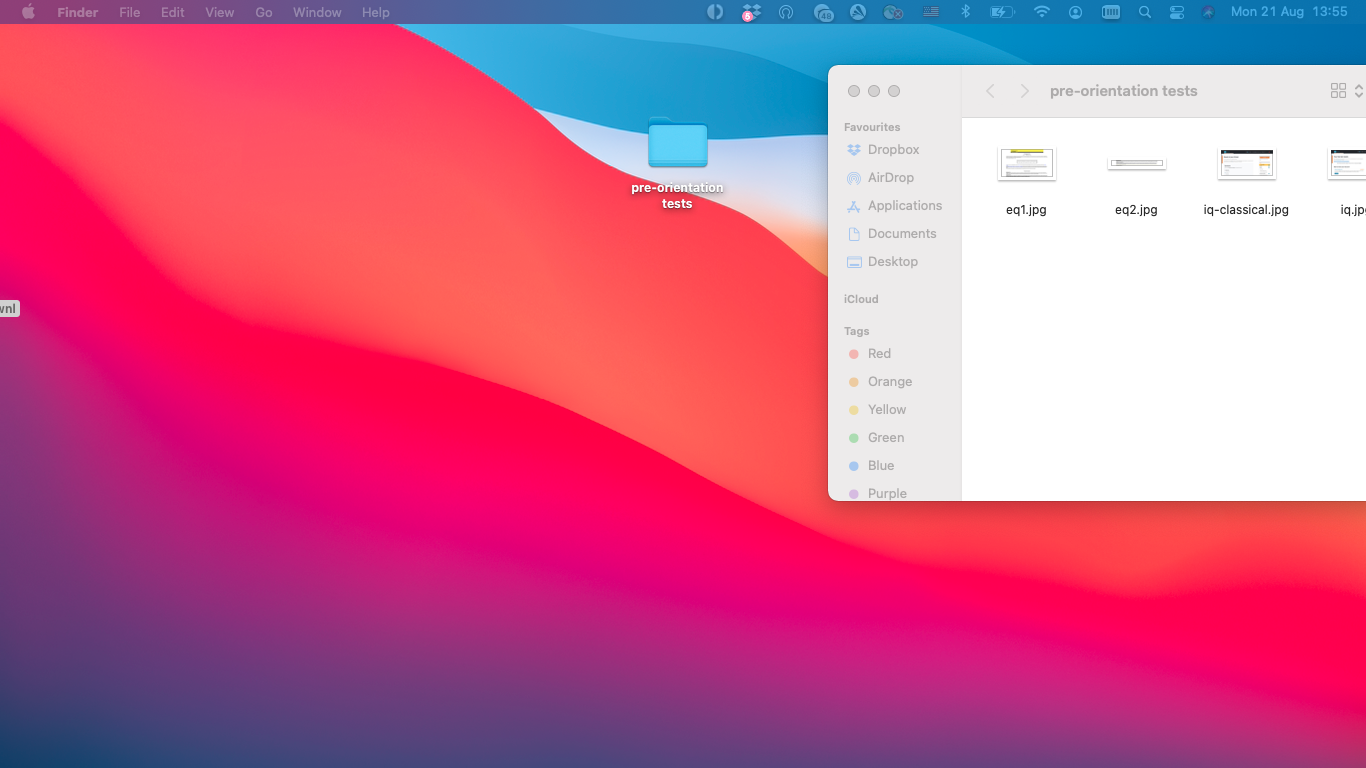 Finder File Edit View Go Window Help
6
48
Mon 21 Aug 13:55
pre-orientation tests
Favourites
Dropbox
AirDrop
Applications
Documents
Desktop
iCloud
Tags
Red
Orange
Yellow
Green
Blue
Purple
eq1.jpg eq2.jpg iq-classical.jpg iq.jp
pre-orientation
tests
wnl